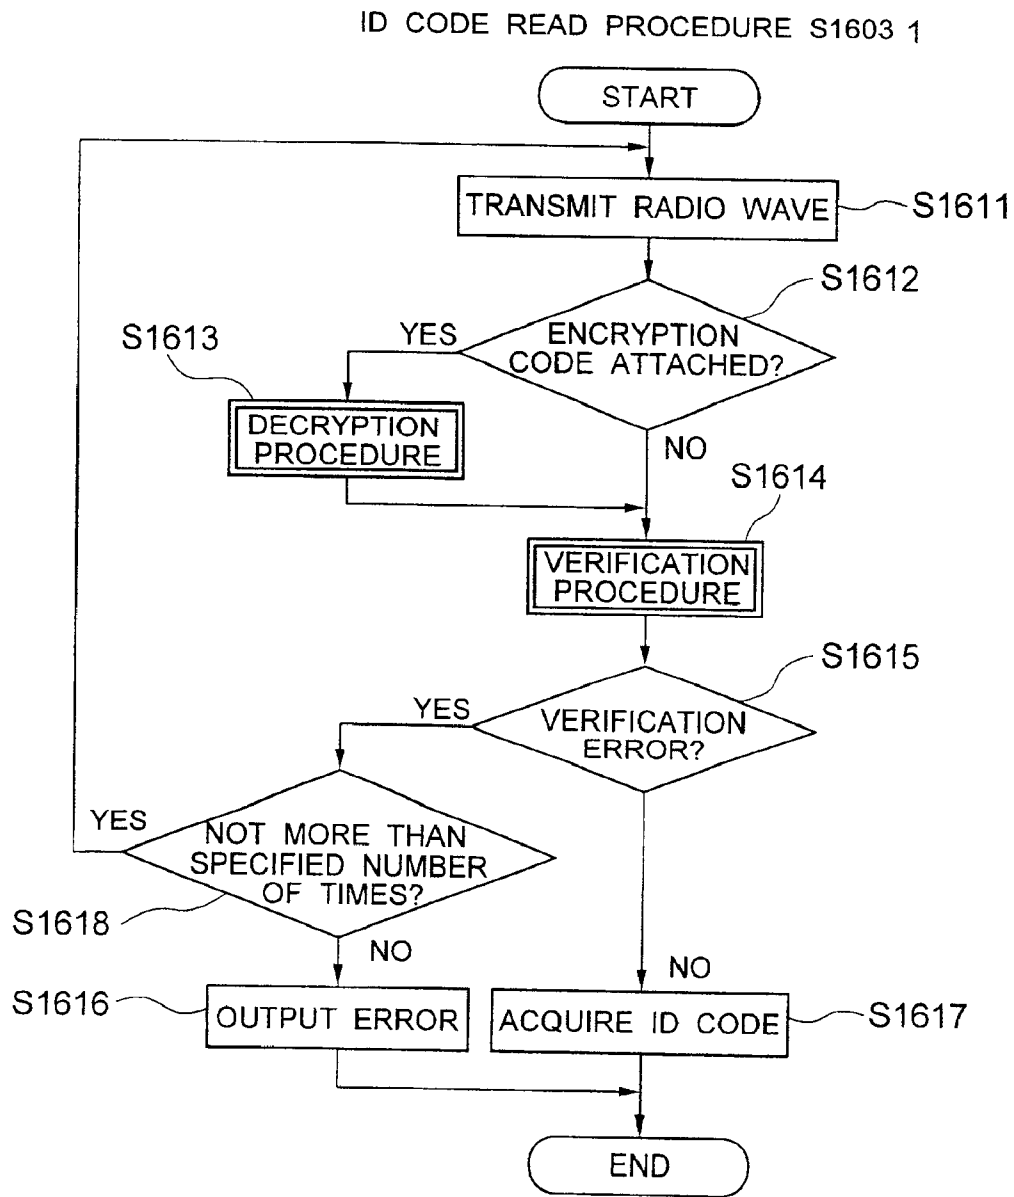 ID CODE READ PROCEDURE S1603 1
START
TRANSMIT RADIO WAVE
S1611
S1612
YES
ENCRYPTION
CODE ATTACHED?
S1613
DECRYPTION
PROCEDURE
NO
S1614
VERIFICATION
PROCEDURE
S1615
YES
VERIFICATION
ERROR?
YES
NOT MORE THAN
SPECIFIED NUMBER
OF TIMES?
S1618
NO
NO
S1616
OUTPUT ERROR
ACQUIRE ID CODE
S1617
END